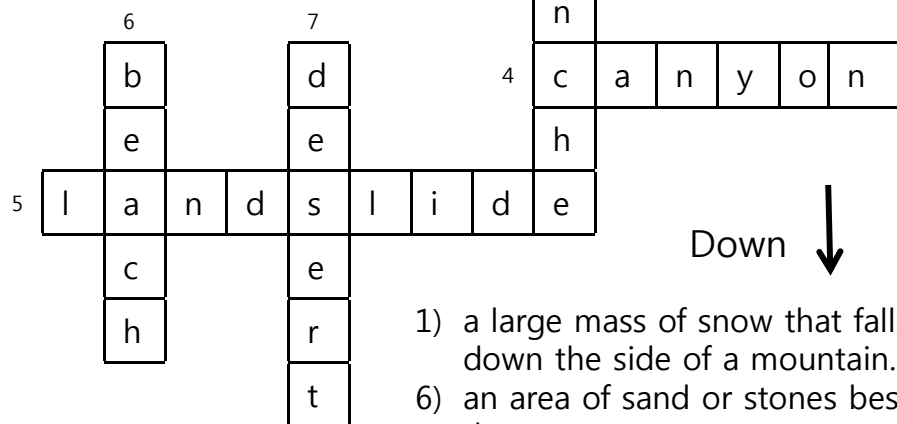 n
6 7
b d 4 c a n y o n
e e h
5 l a n d s l i d e
c e
h r
t
Down
1) a large mass of snow that fall
down the side of a mountain.
6) an area of sand or stones bes